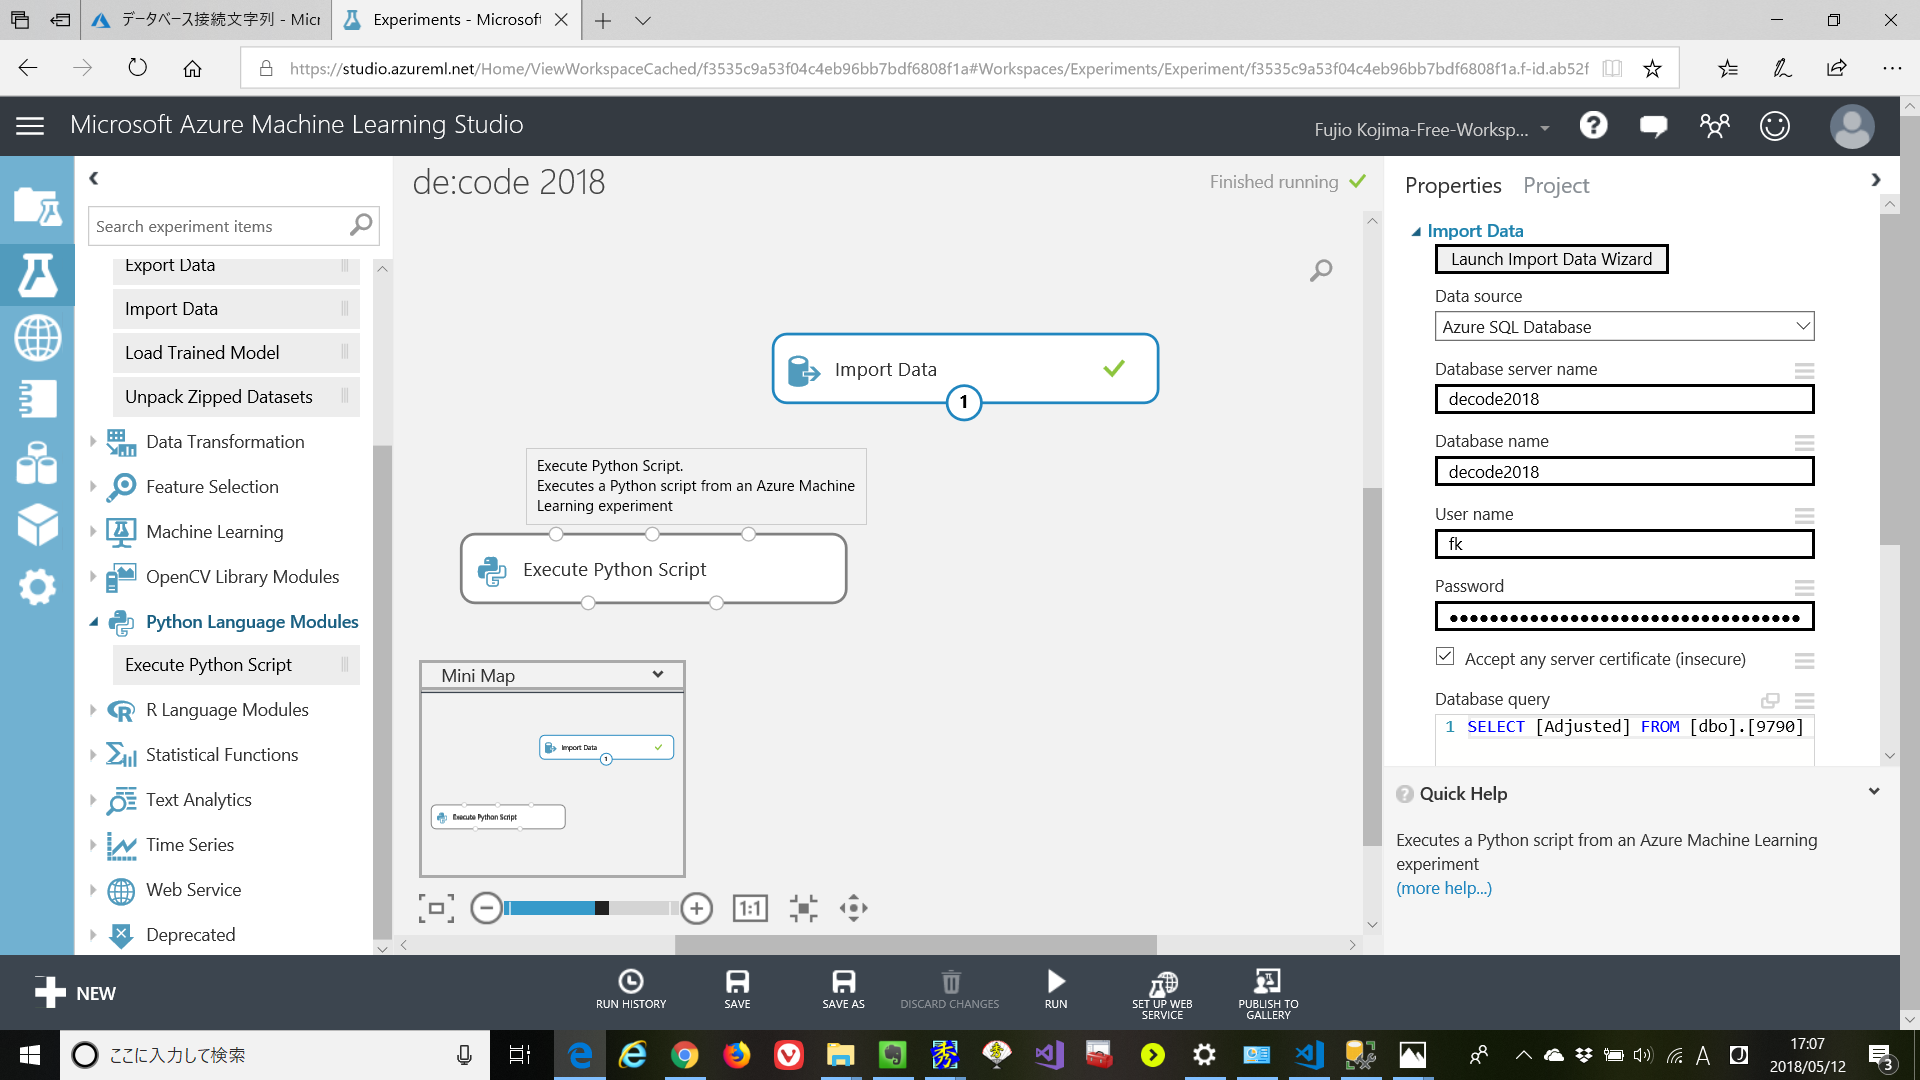 データベース接続文字列 - Micr
Experiments - Microsoft
https://studio.azureml.net/Home/ViewWorkspaceCached/f3535c9a53f04c4eb96bb7bdf6808f1a#Workspaces/Experiments/Experiment/f3535c9a53f04c4eb96bb7bdf6808f1a.f-id.ab52f
Microsoft Azure Machine Learning Studio
Fujio Kojima-Free-Worksp...
Search experiment items
Export Data
Import Data
Load Trained Model
Unpack Zipped Datasets
Data Transformation
Feature Selection
Machine Learning
OpenCV Library Modules
Python Language Modules
Execute Python Script
R Language Modules
Statistical Functions
Text Analytics
Time Series
Web Service
Deprecated
de:code 2018
Finished running
Import Data
1
Execute Python Script.
Executes a Python script from an Azure Machine
Learning experiment
Execute Python Script
Mini Map
Import Data
1
Execute Python Script
1:1
Properties
Project
Import Data
Launch Import Data Wizard
Data source
Azure SQL Database
Database server name
decode2018
Database name
decode2018
User name
fk
Password
Accept any server certificate (insecure)
Database query
1 SELECT [Adjusted] FROM [dbo].[9790]
Quick Help
Executes a Python script from an Azure Machine Learning
experiment
(more help...)
NEW
RUN HISTORY
SAVE
SAVE AS
DISCARD CHANGES
RUN
SET UP WEB
SERVICE
PUBLISH TO
GALLERY
ここに入力して検索
A
17:07
2018/05/12
3